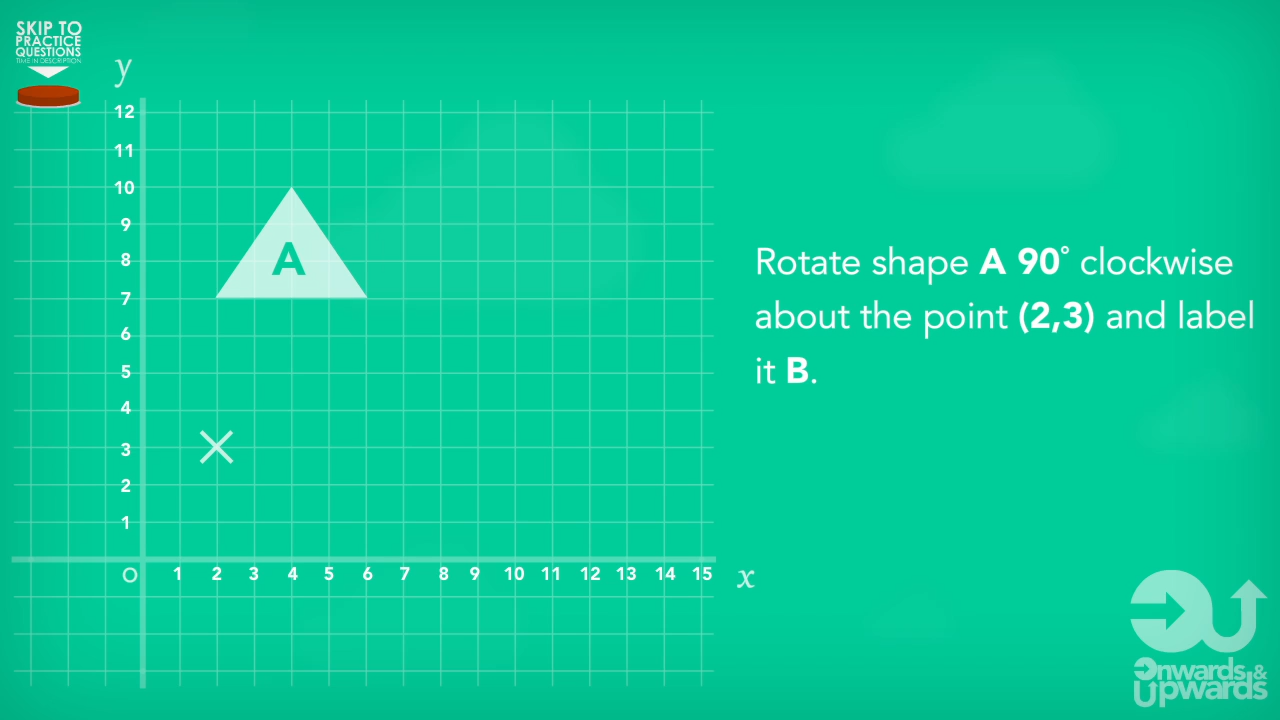 SKIP TO
PRACTICE
QUESTIONS
TIME IN DESCRIPTION
y
12
11
10
9
8
7
6
5
4
3
2
1
A
Rotate shape A 90° clockwise
about the point (2,3) and label
it B.
O 1 2 3 4 5 6 7 8 9 10 11 12 13 14 15 x
Onwards &
Upwards